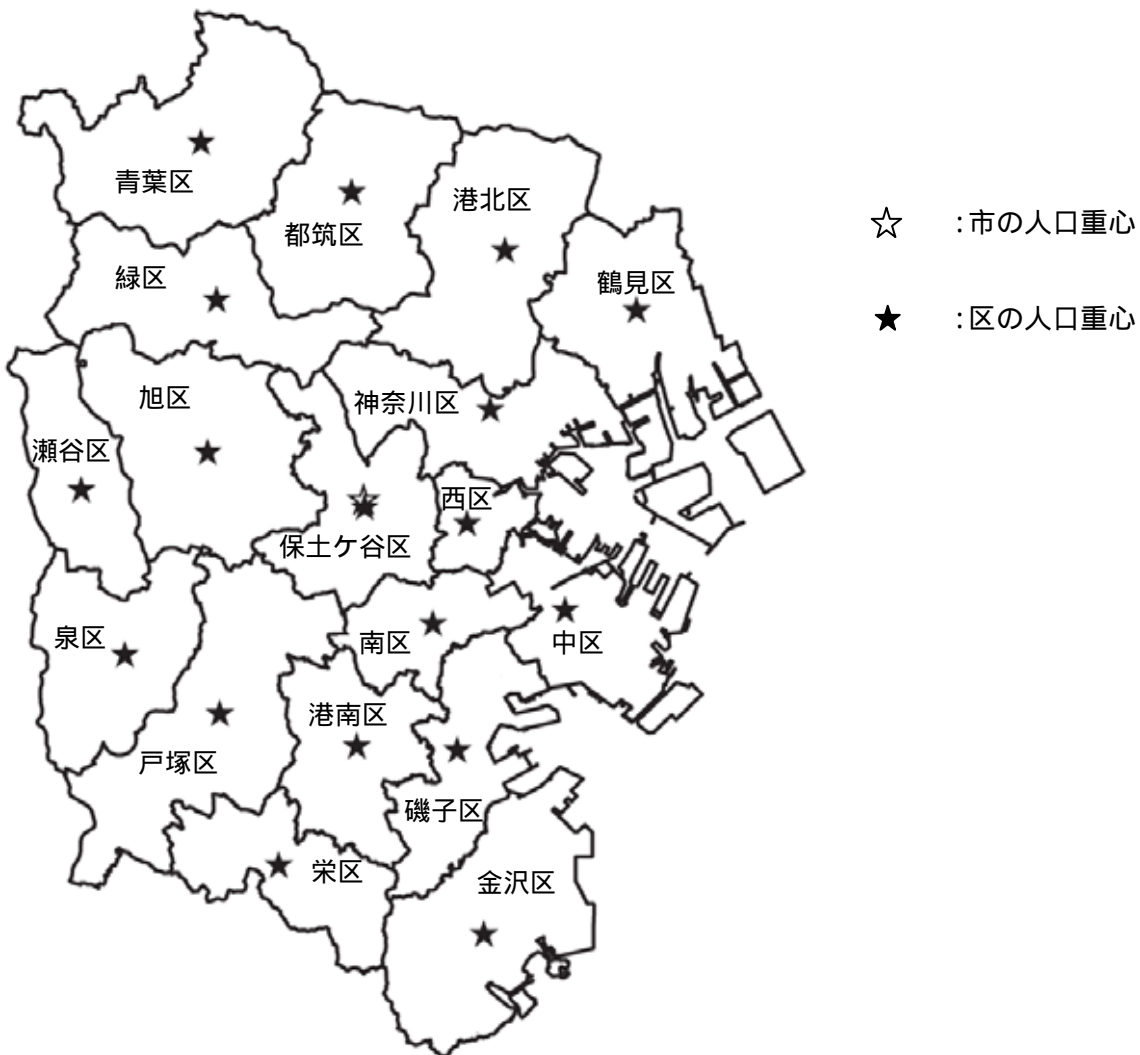 青葉区
都筑区
港北区
緑区
鶴見区
旭区
神奈川区
瀬谷区
西区
保土ケ谷区
泉区
南区
中区
港南区
戸塚区
磯子区
栄区
金沢区
☆ :市の人口重心
★ :区の人口重心